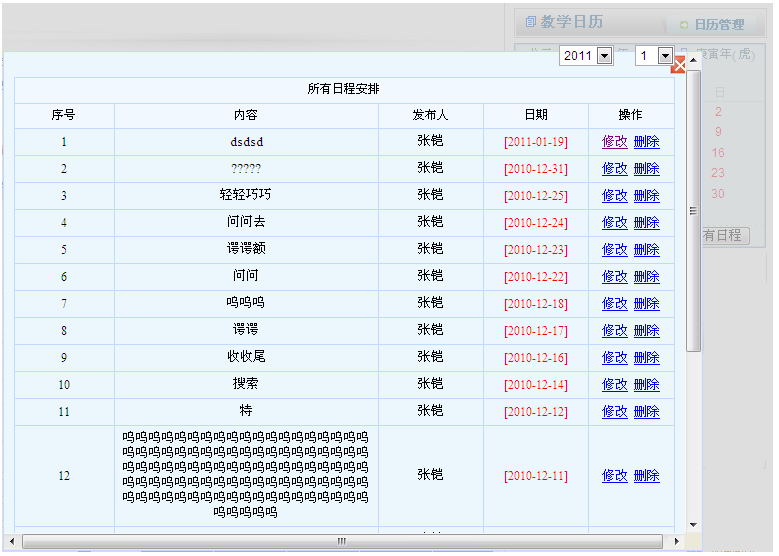 教学日历 日历管理
2011 年 1 月 庚寅年(虎)
日
2
9
16
23
30
有日程
所有日程安排
序号 内容 发布人 日期 操作
1 dsdsd 张铠 [2011-01-19] 修改 删除
2 ????? 张铠 [2010-12-31] 修改 删除
3 轻轻巧巧 张铠 [2010-12-25] 修改 删除
4 问问去 张铠 [2010-12-24] 修改 删除
5 谔谔额 张铠 [2010-12-23] 修改 删除
6 问问 张铠 [2010-12-22] 修改 删除
7 呜呜呜 张铠 [2010-12-18] 修改 删除
8 谔谔 张铠 [2010-12-17] 修改 删除
9 收收尾 张铠 [2010-12-16] 修改 删除
10 搜索 张铠 [2010-12-14] 修改 删除
11 特 张铠 [2010-12-12] 修改 删除
呜呜呜呜呜呜呜呜呜呜呜呜呜呜呜呜呜呜呜
呜呜呜呜呜呜呜呜呜呜呜呜呜呜呜呜呜呜呜
呜呜呜呜呜呜呜呜呜呜呜呜呜呜呜呜呜呜呜
12 呜呜呜呜呜呜呜呜呜呜呜呜呜呜呜呜呜呜呜 张铠 [2010-12-11] 修改 删除
呜呜呜呜呜呜呜呜呜呜呜呜呜呜呜呜呜呜呜
呜呜呜呜呜